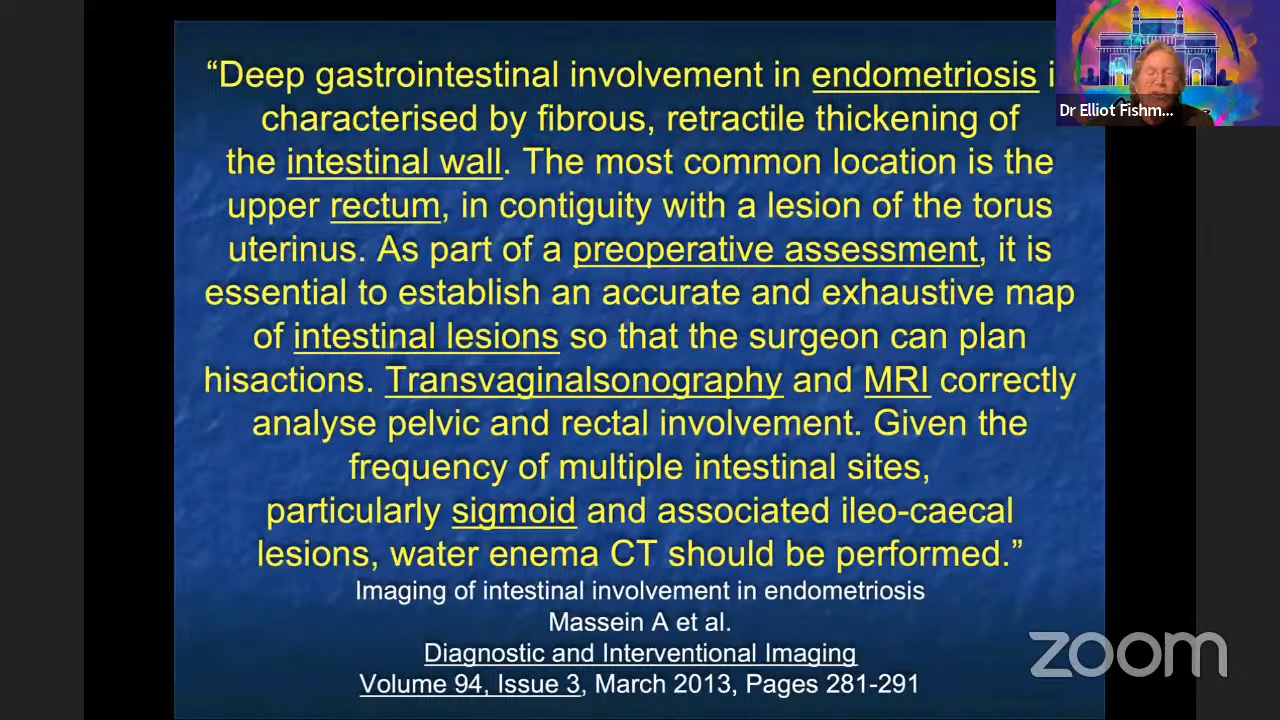 “Deep gastrointestinal involvement in endometriosis i
characterised by fibrous, retractile thickening of
the intestinal wall. The most common location is the
upper rectum, in contiguity with a lesion of the torus
uterinus. As part of a preoperative assessment, it is
essential to establish an accurate and exhaustive map
of intestinal lesions so that the surgeon can plan
hisactions. Transvaginalsonography and MRI correctly
analyse pelvic and rectal involvement. Given the
frequency of multiple intestinal sites,
particularly sigmoid and associated ileo-caecal
lesions, water enema CT should be performed.”
Imaging of intestinal involvement in endometriosis
Massein A et al.
Diagnostic and Interventional Imaging
Volume 94, Issue 3, March 2013, Pages 281-291
Dr Elliot Fishm...
zoom